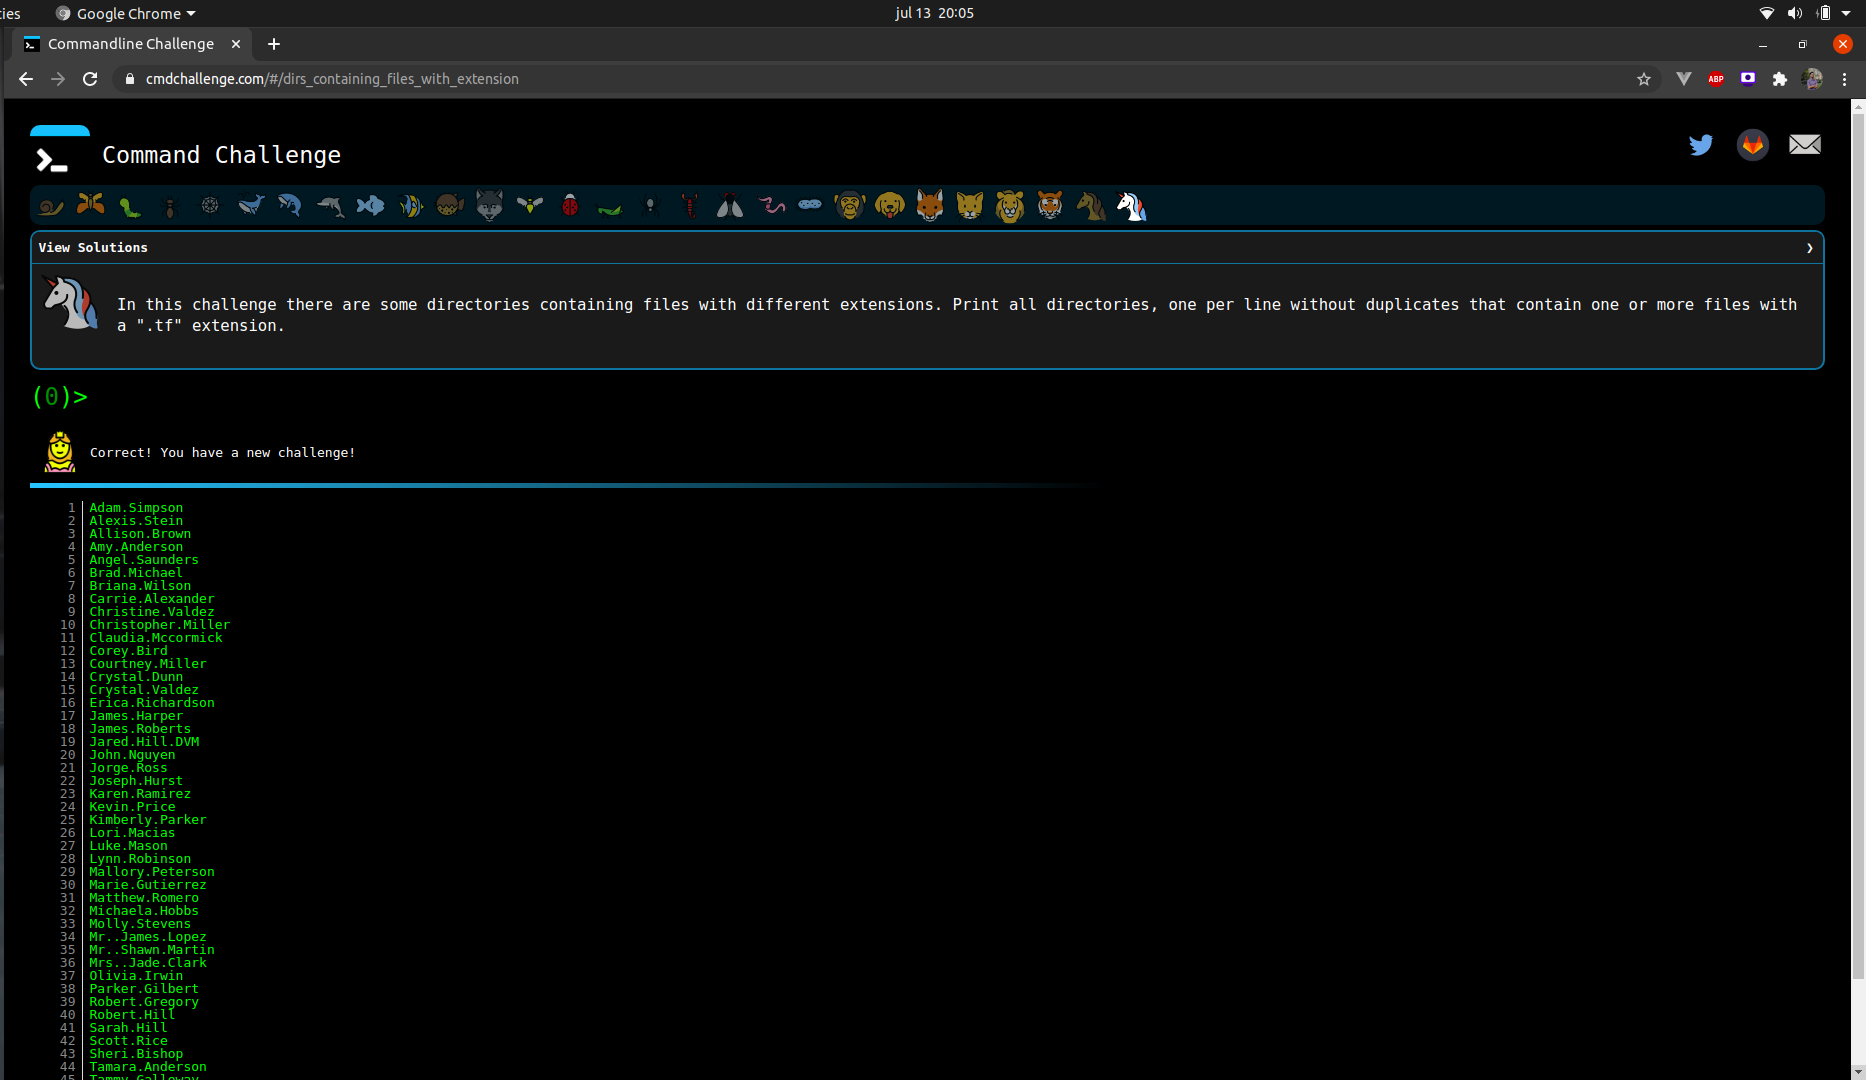 ies
Google Chrome
jul 13 20:05
Commandline Challenge
cmdchallenge.com/#/dirs_containing_files_with_extension
ABP
Command Challenge
View Solutions
In this challenge there are some directories containing files with different extensions. Print all directories, one per line without duplicates that contain one or more files with
a ".tf" extension.
(0)>
Correct! You have a new challenge!
1 Adam.Simpson
2 Alexis.Stein
3 Allison.Brown
4 Amy.Anderson
5 Angel.Saunders
6 Brad.Michael
7 Briana.Wilson
8 Carrie.Alexander
9 Christine.Valdez
10 Christopher.Miller
11 Claudia.Mccormick
12 Corey.Bird
13 Courtney.Miller
14 Crystal.Dunn
15 Crystal.Valdez
16 Erica.Richardson
17 James.Harper
18 James.Roberts
19 Jared.Hill.DVM
20 John.Nguyen
21 Jorge.Ross
22 Joseph.Hurst
23 Karen.Ramirez
24 Kevin.Price
25 Kimberly.Parker
26 Lori.Macias
27 Luke.Mason
28 Lynn.Robinson
29 Mallory.Peterson
30 Marie.Gutierrez
31 Matthew.Romero
32 Michaela.Hobbs
33 Molly.Stevens
34 Mr..James.Lopez
35 Mr..Shawn.Martin
36 Mrs..Jade.Clark
37 Olivia.Irwin
38 Parker.Gilbert
39 Robert.Gregory
40 Robert.Hill
41 Sarah.Hill
42 Scott.Rice
43 Sheri.Bishop
44 Tamara.Anderson
45 Tammy.Galloway